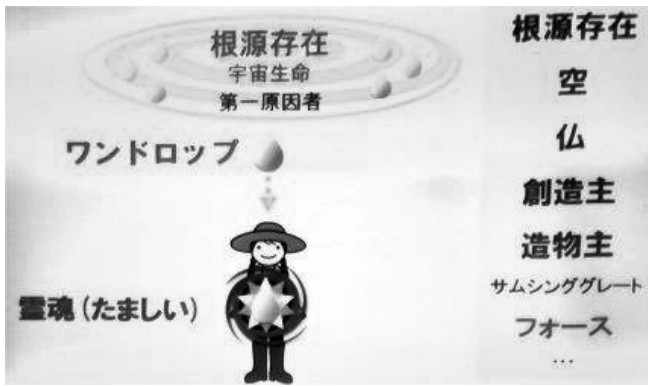 根源存在
宇宙生命
第一原因者
ワンドロップ
霊魂(たましい)
根源存在
空
仏
創造主
造物主
サムシンググレート
フォース
…